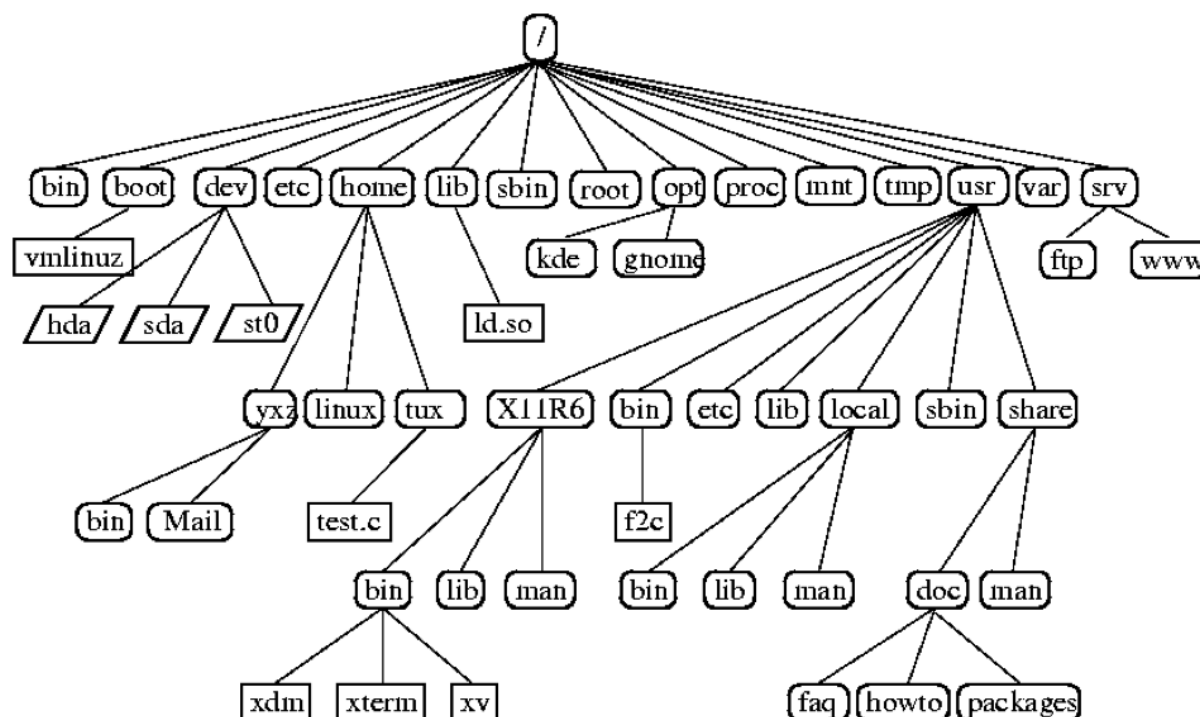 /
bin boot dev etc home lib sbin root opt proc mnt tmp usr var srv
vmlinuz kde gnome ftp www
hda sda st0 ld.so
yxz linux tux X11R6 bin etc lib local sbin share
bin Mail test.c f2c
bin lib man bin lib man doc man
xdm xterm xv faq howto packages